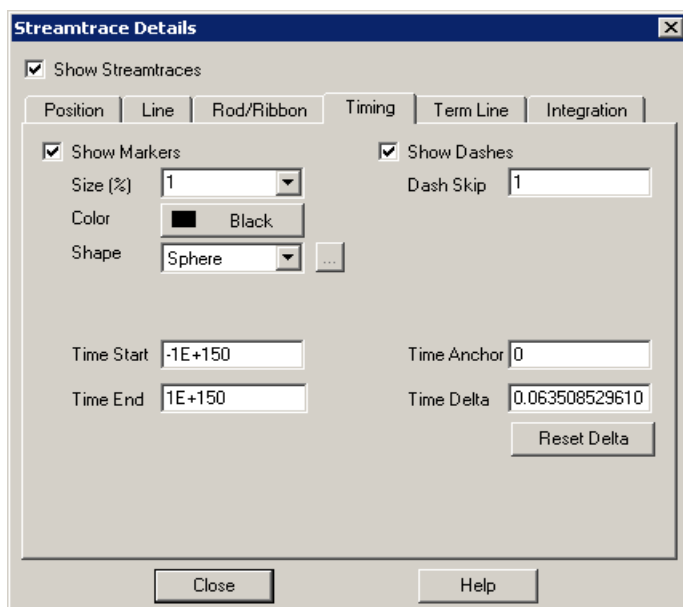 Streamtrace Details
Show Streamtraces
Position Line Rod/Ribbon Timing Term Line Integration
Show Markers Show Dashes
Size (%) 1 Dash Skip 1
Color Black
Shape Sphere ...
Time Start -1E+150 Time Anchor 0
Time End 1E+150 Time Delta 0.063508529610
Reset Delta
Close Help